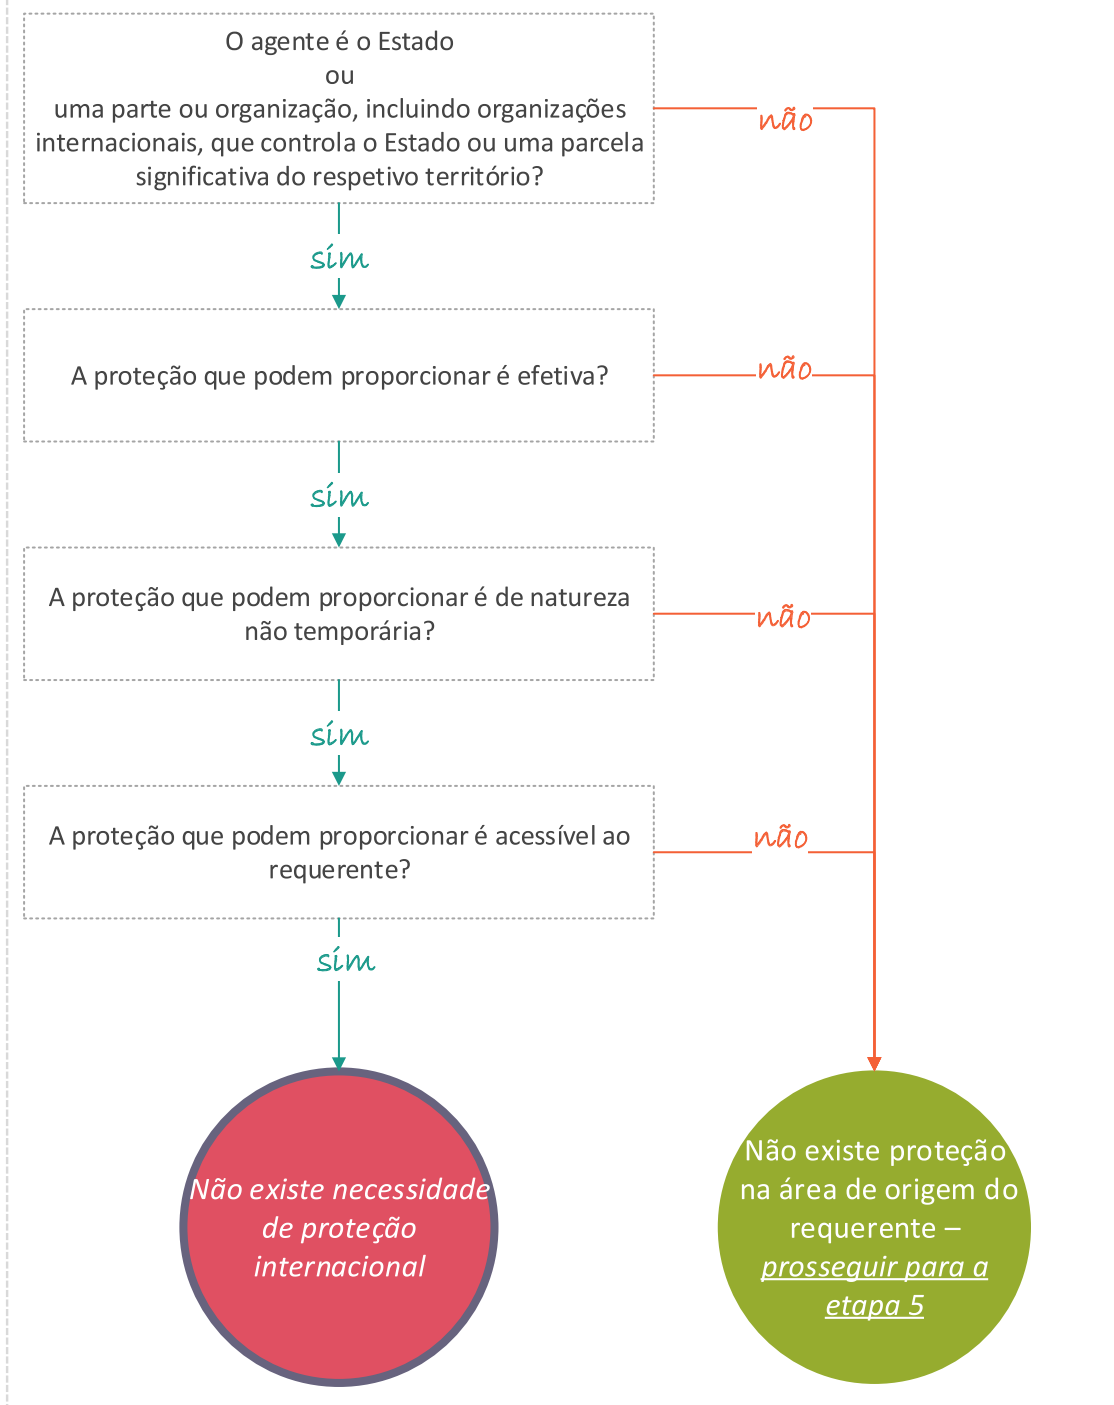 O agente é o Estado
ou
uma parte ou organização, incluindo organizações
internacionais, que controla o Estado ou uma parcela
significativa do respetivo território?
não
sim
A proteção que podem proporcionar é efetiva?
não
sim
A proteção que podem proporcionar é de natureza
não temporária?
não
sim
A proteção que podem proporcionar é acessível ao
requerente?
não
sim
Não existe necessidade
de proteção
internacional
Não existe proteção
na área de origem do
requerente –
prosseguir para a
etapa 5